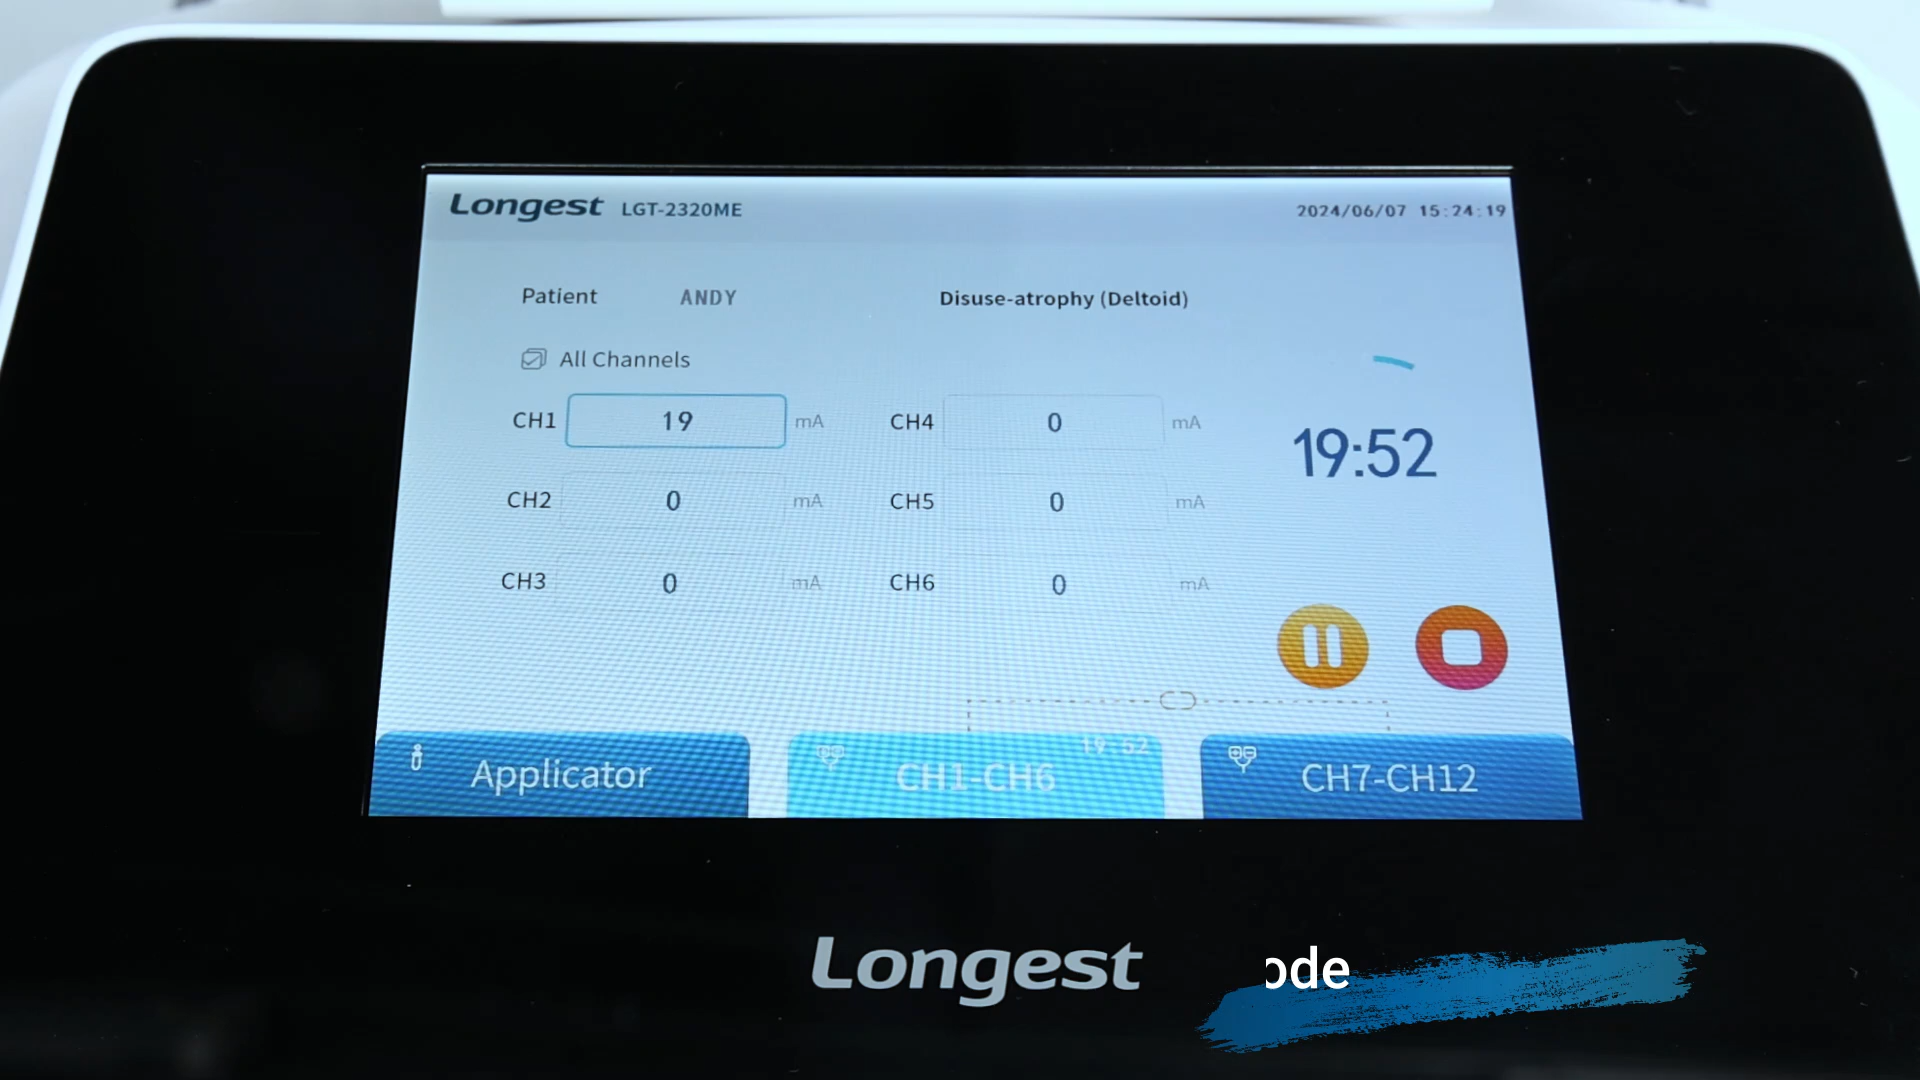 Longest LGT-2320ME 2024/06/07 15:24:19
Patient ANDY Disuse-atrophy (Deltoid)
All Channels
CH1 19 mA CH4 0 mA
19:52
CH2 0 mA CH5 0 mA
CH3 0 mA CH6 0 mA
19:52
Applicator CH1-CH6 CH7-CH12
Longest
ode